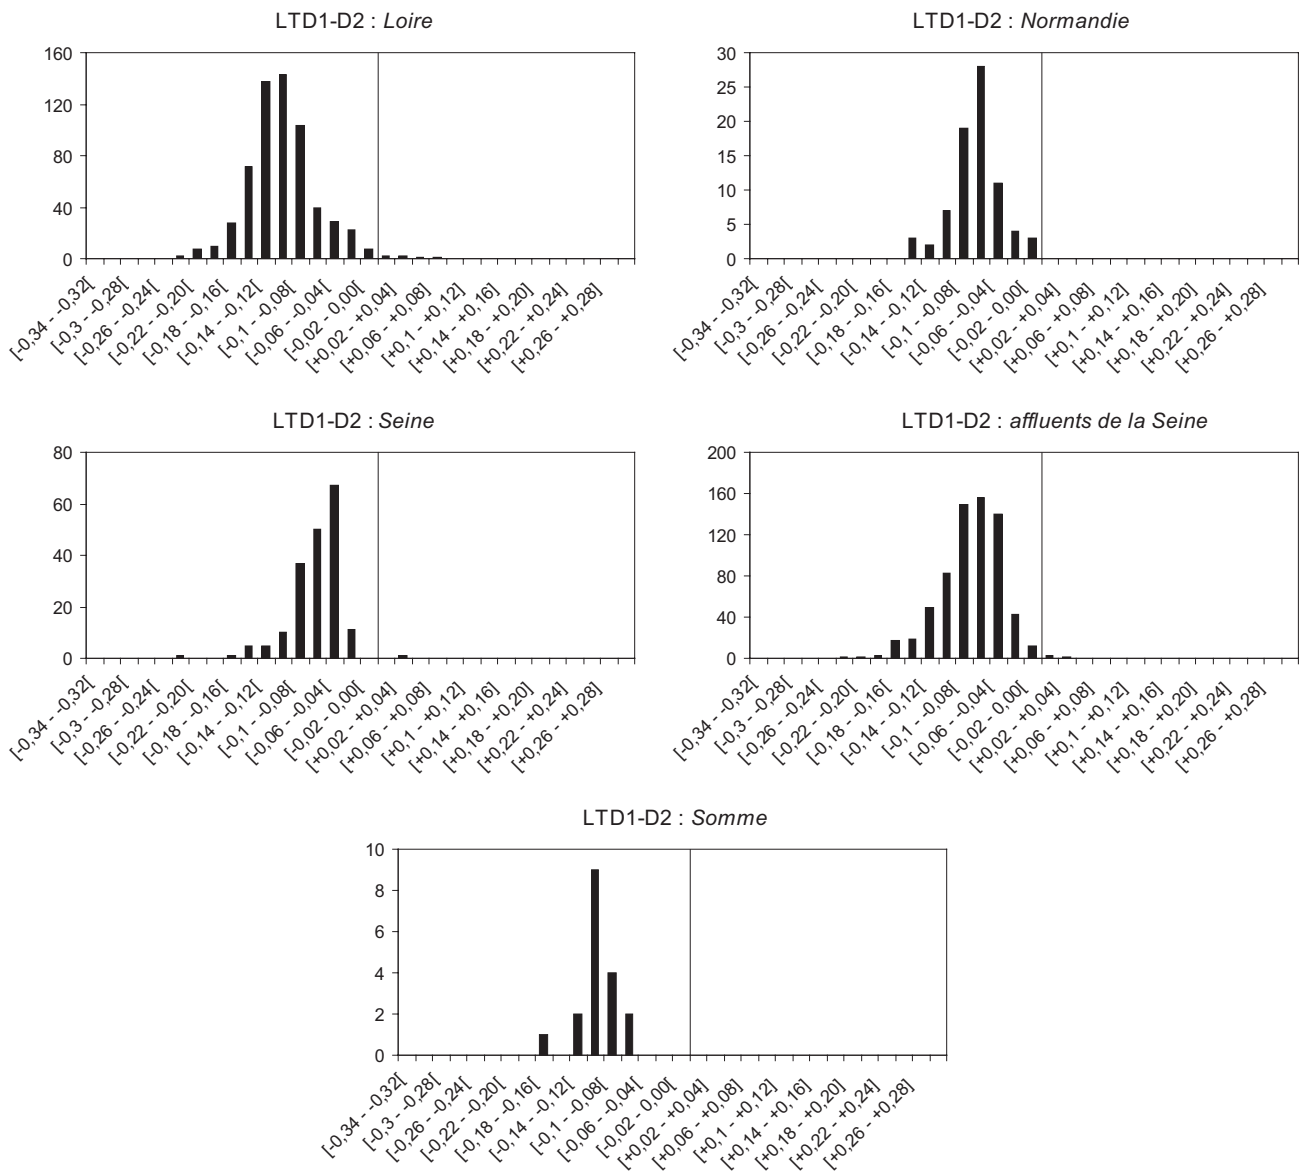 LTD1-D2 : Loire
160
120
80
40
0
[-0,34 - -0,32[
[-0,3 - -0,28[
[-0,26 - -0,24[
[-0,22 - -0,20[
[-0,18 - -0,16[
[-0,14 - -0,12[
[-0,1 - -0,08[
[-0,06 - -0,04[
[-0,02 - 0,00[
[+0,02 - +0,04]
[+0,06 - +0,08]
[+0,1 - +0,12]
[+0,14 - +0,16]
[+0,18 - +0,20]
[+0,22 - +0,24]
[+0,26 - +0,28]
LTD1-D2 : Normandie
30
25
20
15
10
5
0
[-0,34 - -0,32[
[-0,3 - -0,28[
[-0,26 - -0,24[
[-0,22 - -0,20[
[-0,18 - -0,16[
[-0,14 - -0,12[
[-0,1 - -0,08[
[-0,06 - -0,04[
[-0,02 - 0,00[
[+0,02 - +0,04]
[+0,06 - +0,08]
[+0,1 - +0,12]
[+0,14 - +0,16]
[+0,18 - +0,20]
[+0,22 - +0,24]
[+0,26 - +0,28]
LTD1-D2 : Seine
80
60
40
20
0
[-0,34 - -0,32[
[-0,3 - -0,28[
[-0,26 - -0,24[
[-0,22 - -0,20[
[-0,18 - -0,16[
[-0,14 - -0,12[
[-0,1 - -0,08[
[-0,06 - -0,04[
[-0,02 - 0,00[
[+0,02 - +0,04]
[+0,06 - +0,08]
[+0,1 - +0,12]
[+0,14 - +0,16]
[+0,18 - +0,20]
[+0,22 - +0,24]
[+0,26 - +0,28]
LTD1-D2 : affluents de la Seine
200
160
120
80
40
0
[-0,34 - -0,32[
[-0,3 - -0,28[
[-0,26 - -0,24[
[-0,22 - -0,20[
[-0,18 - -0,16[
[-0,14 - -0,12[
[-0,1 - -0,08[
[-0,06 - -0,04[
[-0,02 - 0,00[
[+0,02 - +0,04]
[+0,06 - +0,08]
[+0,1 - +0,12]
[+0,14 - +0,16]
[+0,18 - +0,20]
[+0,22 - +0,24]
[+0,26 - +0,28]
LTD1-D2 : Somme
10
8
6
4
2
0
[-0,34 - -0,32[
[-0,3 - -0,28[
[-0,26 - -0,24[
[-0,22 - -0,20[
[-0,18 - -0,16[
[-0,14 - -0,12[
[-0,1 - -0,08[
[-0,06 - -0,04[
[-0,02 - 0,00[
[+0,02 - +0,04]
[+0,06 - +0,08]
[+0,1 - +0,12]
[+0,14 - +0,16]
[+0,18 - +0,20]
[+0,22 - +0,24]
[+0,26 - +0,28]